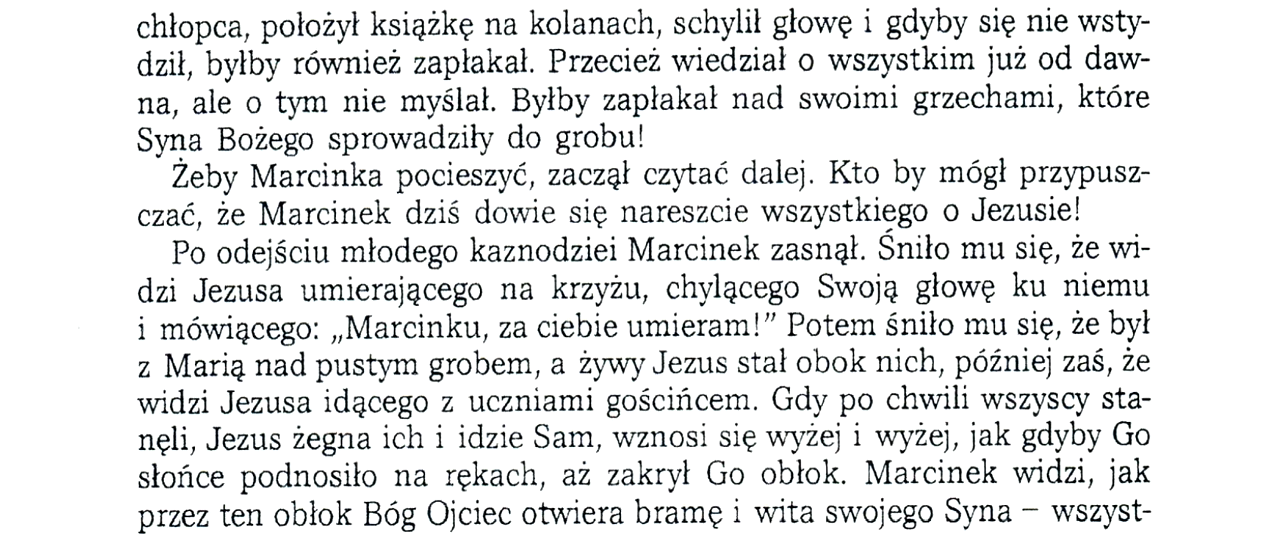 chłopca, położył książkę na kolanach, schylił głowę i gdyby się nie wsty-
dził, byłby również zapłakał. Przecież wiedział o wszystkim już od daw-
na, ale o tym nie myślał. Byłby zapłakał nad swoimi grzechami, które
Syna Bożego sprowadziły do grobu!
Żeby Marcinka pocieszyć, zaczął czytać dalej. Kto by mógł przypusz-
czać, że Marcinek dziś dowie się nareszcie wszystkiego o Jezusie!
Po odejściu młodego kaznodziei Marcinek zasnął. Śniło mu się, że wi-
dzi Jezusa umierającego na krzyżu, chylącego Swoją głowę ku niemu
i mówiącego: „Marcinku, za ciebie umieram!” Potem śniło mu się, że był
z Marią nad pustym grobem, a żywy Jezus stał obok nich, później zaś, że
widzi Jezusa idącego z uczniami gościńcem. Gdy po chwili wszyscy sta-
nęli, Jezus żegna ich i idzie Sam, wznosi się wyżej i wyżej, jak gdyby Go
słońce podnosiło na rękach, aż zakrył Go obłok. Marcinek widzi, jak
przez ten obłok Bóg Ojciec otwiera bramę i wita swojego Syna – wszyst-